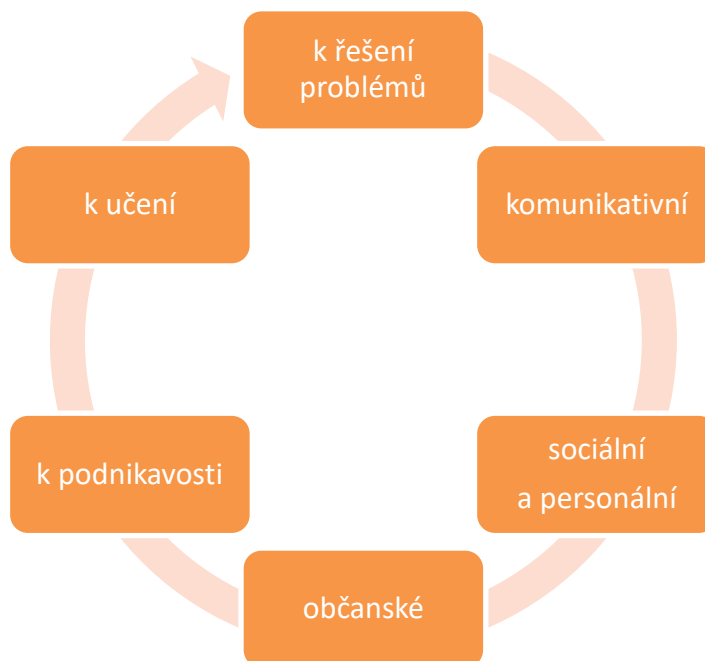 k řešení
problémů
komunikativní
sociální
a personální
občanské
k podnikavosti
k učení